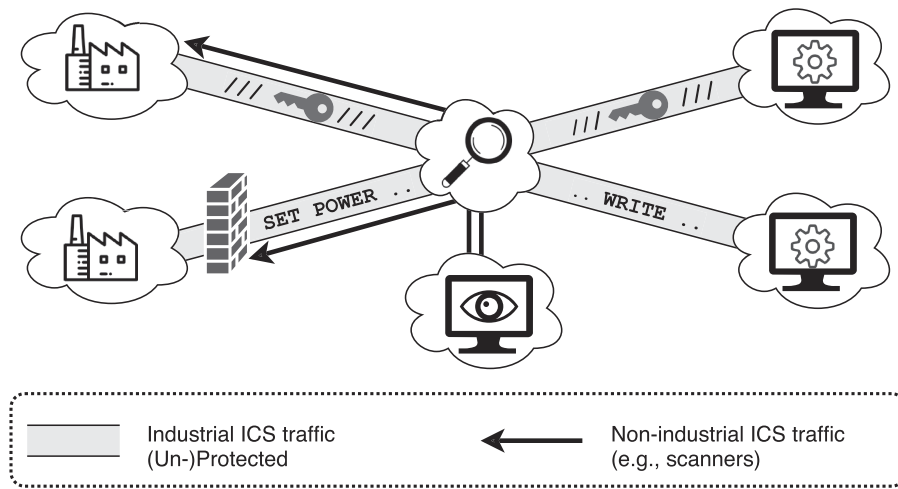 SET POWER ..
.. WRITE ..
Industrial ICS traffic
(Un-)Protected
Non-industrial ICS traffic
(e.g., scanners)